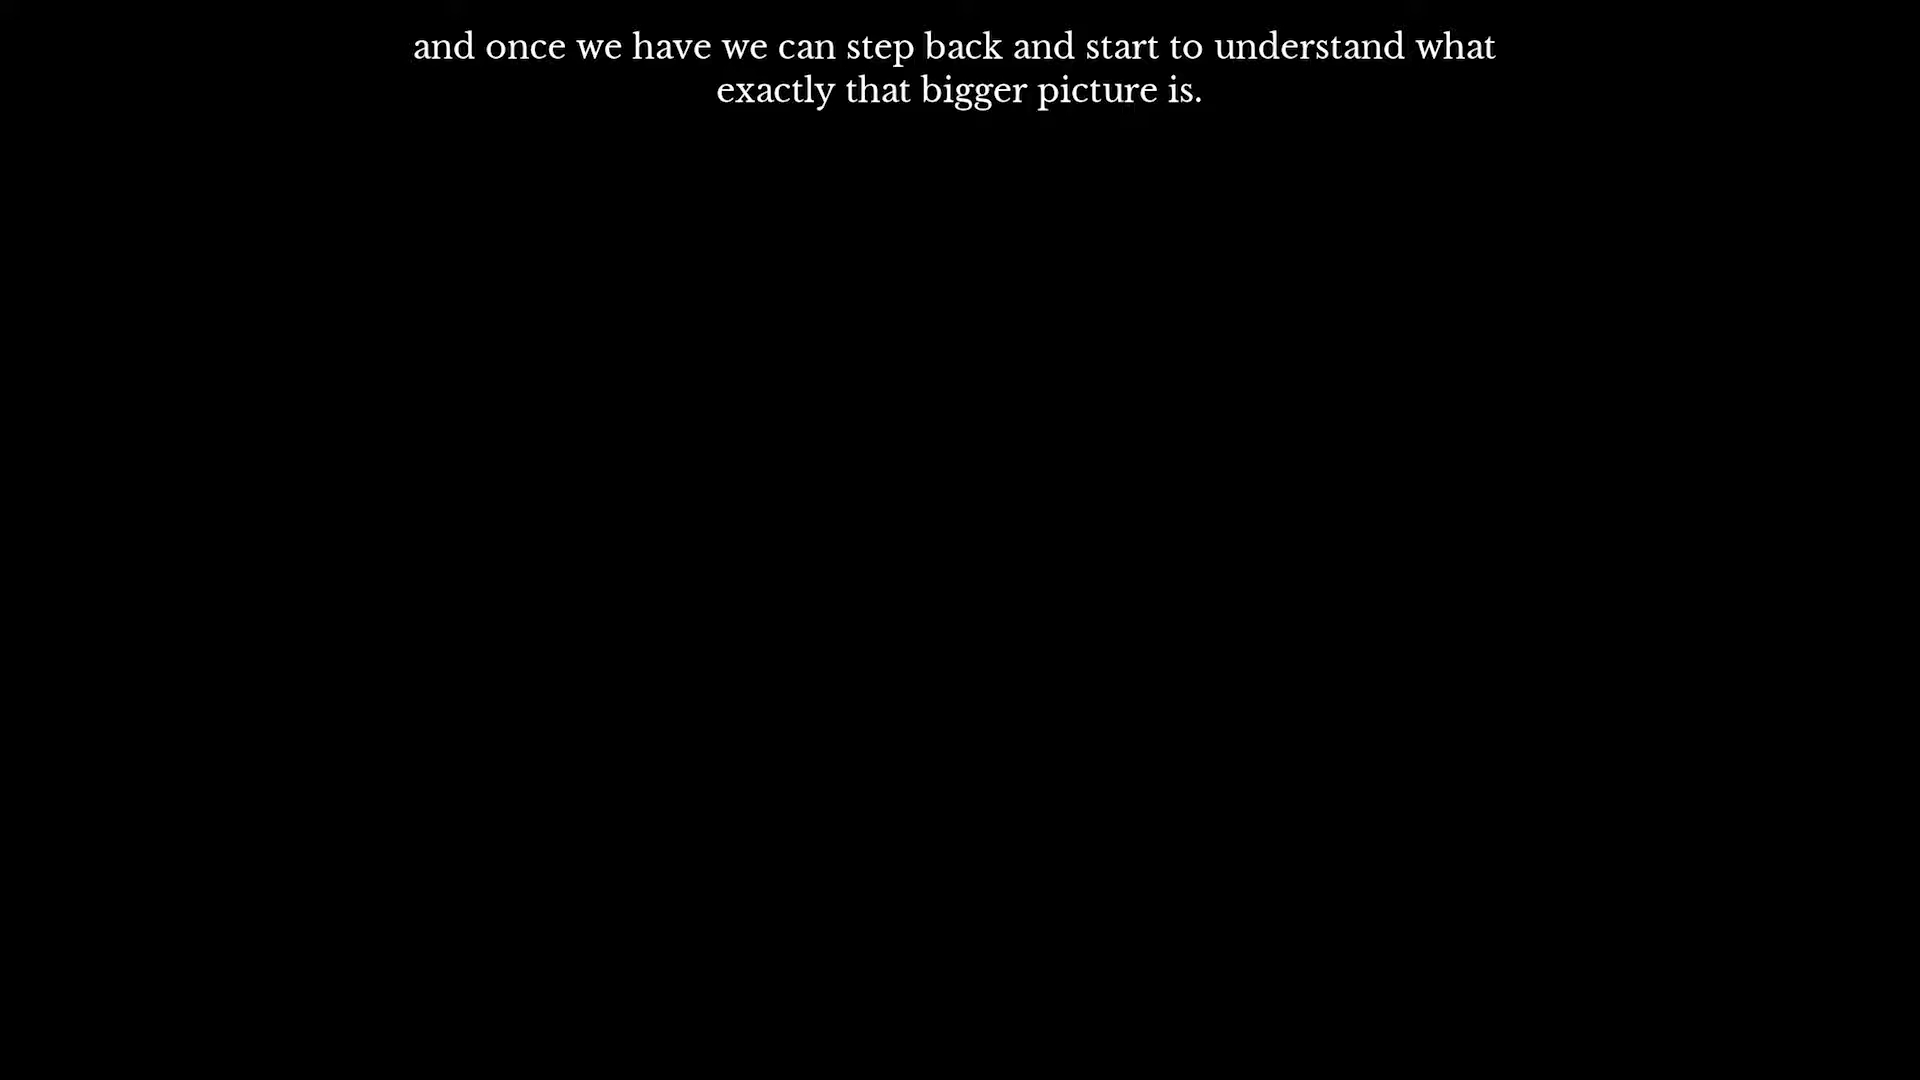 and once we have we can step back and start to understand what
exactly that bigger picture is.